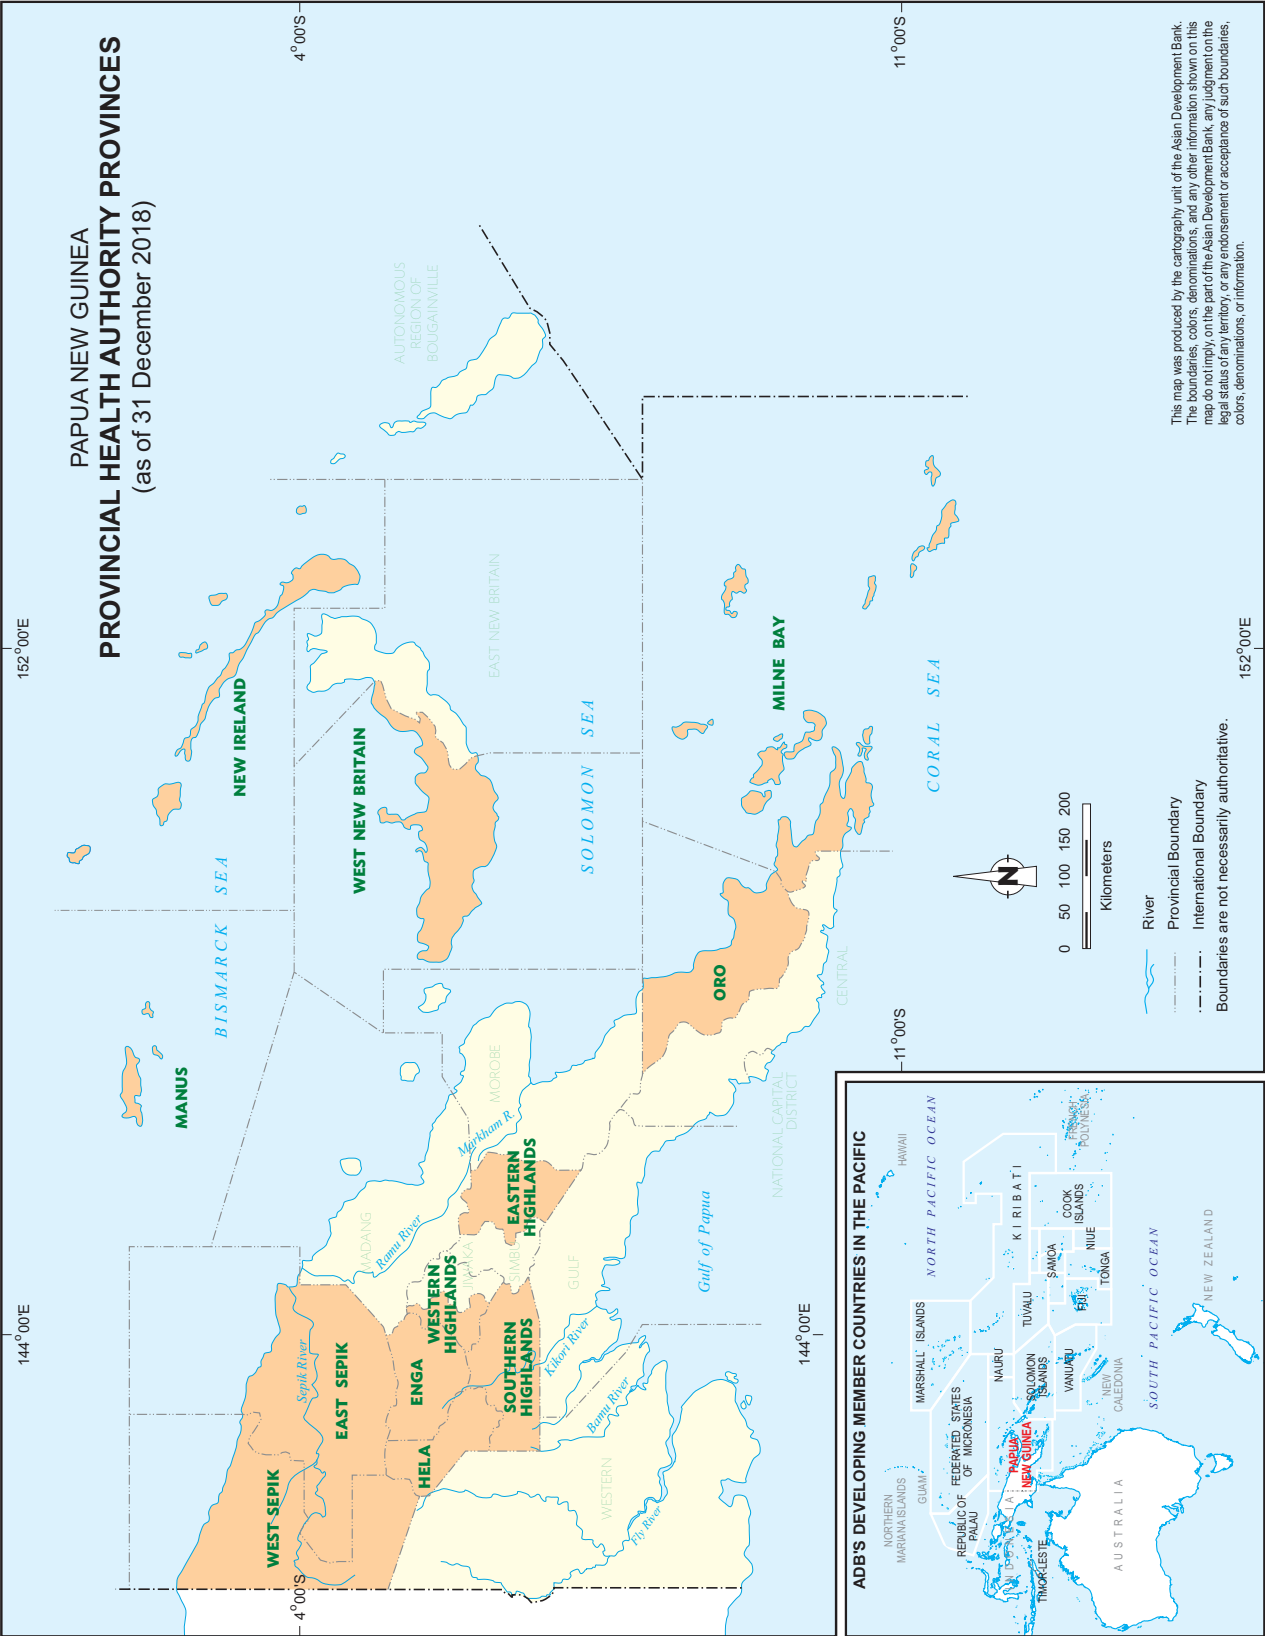 PAPUA NEW GUINEA
PROVINCIAL HEALTH AUTHORITY PROVINCES
(as of 31 December 2018)
144°00'E
152°00'E
4°00'S
4°00'S
MANUS
BISMARCK SEA
NEW IRELAND
AUTONOMOUS
REGION OF
BOUGAINVILLE
WEST SEPIK
Sepik River
EAST SEPIK
MADANG
Ramu River
WEST NEW BRITAIN
EAST NEW BRITAIN
HELA
ENGA
WESTERN
HIGHLANDS
JIWAKA
SIMBU
EASTERN
HIGHLANDS
Markham R.
MOROBE
SOUTHERN
HIGHLANDS
Kikori River
GULF
SOLOMON SEA
WESTERN
Bamu River
Fly River
Gulf of Papua
ORO
MILNE BAY
NATIONAL CAPITAL
DISTRICT
CENTRAL
CORAL SEA
144°00'E
11°00'S
11°00'S
152°00'E
N
0 50 100 150 200
Kilometers
River
Provincial Boundary
International Boundary
Boundaries are not necessarily authoritative.
This map was produced by the cartography unit of the Asian Development Bank.
The boundaries, colors, denominations, and any other information shown on this
map do not imply, on the part of the Asian Development Bank, any judgment on the
legal status of any territory, or any endorsement or acceptance of such boundaries,
colors, denominations, or information.
ADB'S DEVELOPING MEMBER COUNTRIES IN THE PACIFIC
NORTHERN
MARIANA ISLANDS
GUAM
HAWAII
MARSHALL ISLANDS
NORTH PACIFIC OCEAN
REPUBLIC OF
PALAU
FEDERATED STATES
OF MICRONESIA
NAURU
KIRIBATI
INDONESIA
PAPUA
NEW GUINEA
SOLOMON
ISLANDS
TUVALU
TIMOR-LESTE
SAMOA
COOK
ISLANDS
FRENCH
POLYNESIA
VANUATU
FIJI
NIUE
TONGA
NEW
CALEDONIA
AUSTRALIA
SOUTH PACIFIC OCEAN
NEW ZEALAND